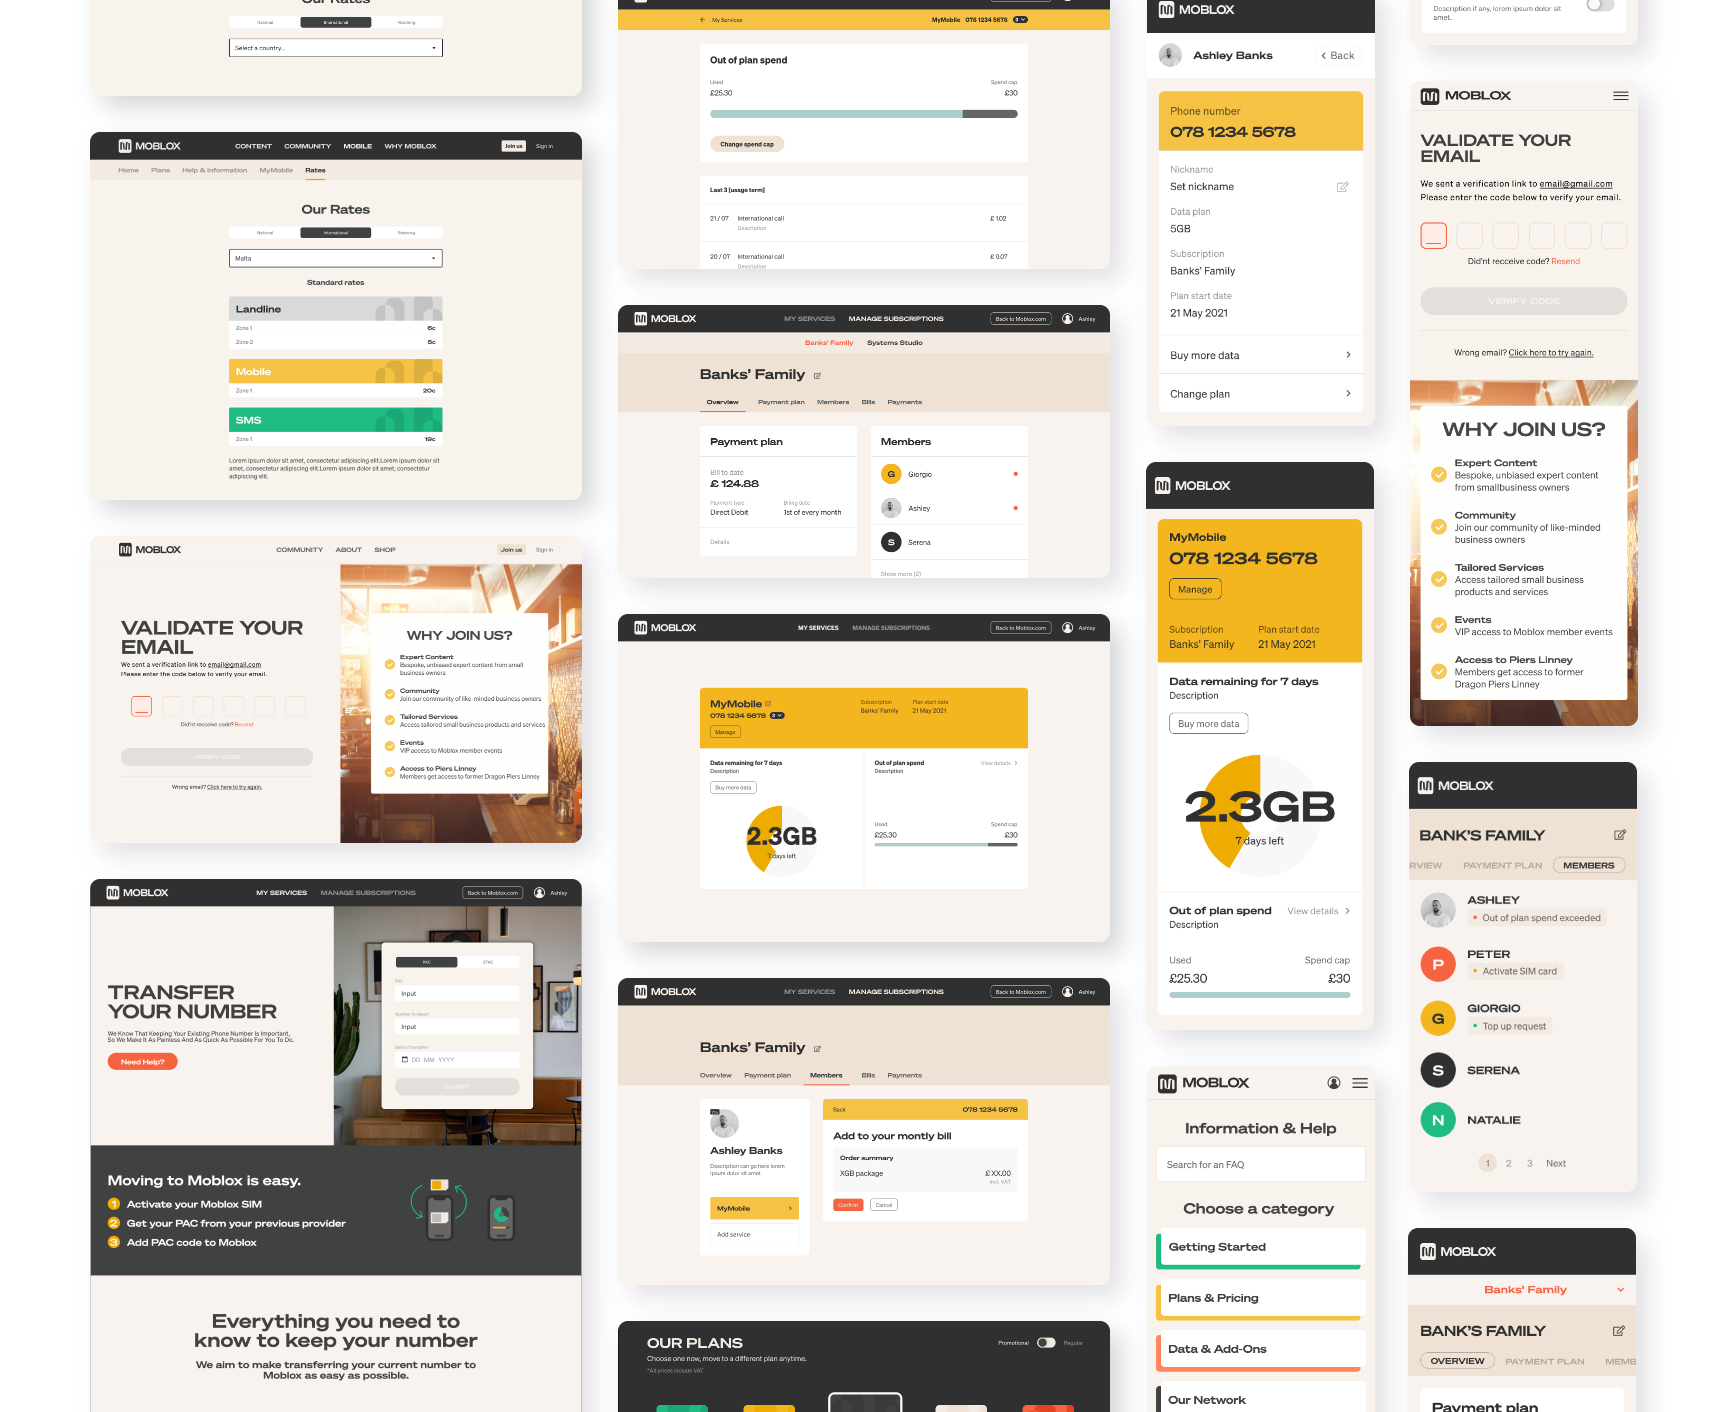 Our Rates
National
International
Roaming
Select a country...
MOBLOX
CONTENT
COMMUNITY
MOBILE
WHY MOBLOX
Join us
Sign in
Home
Plans
Help & Information
MyMobile
Rates
Our Rates
National
International
Roaming
Malta
Standard rates
Landline
Zone 1
6c
Zone 2
5c
Mobile
Zone 1
20c
SMS
Zone 1
19c
Lorem ipsum dolor sit amet, consectetur adipiscing elit.Lorem ipsum dolor sit
amet, consectetur adipiscing elit.Lorem ipsum dolor sit amet, consectetur
adipiscing elit.
MOBLOX
COMMUNITY
ABOUT
SHOP
Join us
Sign in
VALIDATE YOUR
EMAIL
We sent a verification link to email@gmail.com
Please enter the code below to verify your email.
Did'nt recceive code? Resend
VERIFY CODE
Wrong email? Click here to try again.
WHY JOIN US?
Expert Content
Bespoke, unbiased expert content from small
business owners
Community
Join our community of like-minded business owners
Tailored Services
Access tailored small business products and services
Events
VIP access to Moblox member events
Access to Piers Linney
Members get access to former Dragon Piers Linney
MOBLOX
MY SERVICES
MANAGE SUBSCRIPTIONS
Back to Moblox.com
Ashley
TRANSFER
YOUR NUMBER
We Know That Keeping Your Existing Phone Number Is Important,
So We Make It As Painless And As Quick As Possible For You To Do.
Need Help?
PAC
STAC
PAC
Input
Number to import
Input
Date of transfer
DD MM YYYY
SUBMIT
Moving to Moblox is easy.
1 Activate your Moblox SIM
2 Get your PAC from your previous provider
3 Add PAC code to Moblox
Everything you need to
know to keep your number
We aim to make transferring your current number to
Moblox as easy as possible.
My Services
MyMobile 078 1234 5678 3
Out of plan spend
Used
Spend cap
£25.30
£30
Change spend cap
Last 3 [usage term]
21 / 07 International call
£ 1.02
Description
20 / 07 International call
£ 0.07
Description
MOBLOX
MY SERVICES
MANAGE SUBSCRIPTIONS
Back to Moblox.com
Ashley
Banks' Family
Systems Studio
Banks' Family
Overview
Payment plan
Members
Bills
Payments
Payment plan
Bill to date
£ 124.88
Payment type
Billing date
Direct Debit
1st of every month
Details
Members
G Giorgio
Ashley
S Serena
Show more (2)
MOBLOX
MY SERVICES
MANAGE SUBSCRIPTIONS
Back to Moblox.com
Ashley
MyMobile
078 1234 5678 3
Manage
Subscription
Plan start date
Banks' Family
21 May 2021
Data remaining for 7 days
Description
Buy more data
2.3GB
7 days left
Out of plan spend
View details
Description
Used
Spend cap
£25.30
£30
MOBLOX
MY SERVICES
MANAGE SUBSCRIPTIONS
Back to Moblox.com
Ashley
Banks' Family
Overview
Payment plan
Members
Bills
Payments
Ashley Banks
Description can go here lorem
ipsum dolor sit amet
MyMobile
Add service
Back
078 1234 5678
Add to your montly bill
Order summary
XGB package
£ XX.00
incl. VAT
Confirm
Cancel
OUR PLANS
Choose one now, move to a different plan anytime.
*All prices include VAT
Promotional
Regular
MOBLOX
Ashley Banks
Back
Phone number
078 1234 5678
Nickname
Set nickname
Data plan
5GB
Subscription
Banks' Family
Plan start date
21 May 2021
Buy more data
Change plan
MOBLOX
MyMobile
078 1234 5678
Manage
Subscription
Plan start date
Banks' Family
21 May 2021
Data remaining for 7 days
Description
Buy more data
2.3GB
7 days left
Out of plan spend
View details
Description
Used
Spend cap
£25.30
£30
MOBLOX
Information & Help
Search for an FAQ
Choose a category
Getting Started
Plans & Pricing
Data & Add-Ons
Our Network
Description if any, lorem ipsum dolor sit
amet.
MOBLOX
VALIDATE YOUR
EMAIL
We sent a verification link to email@gmail.com
Please enter the code below to verify your email.
Did'nt recceive code? Resend
VERIFY CODE
Wrong email? Click here to try again.
WHY JOIN US?
Expert Content
Bespoke, unbiased expert content
from smallbusiness owners
Community
Join our community of like-minded
business owners
Tailored Services
Access tailored small business
products and services
Events
VIP access to Moblox member events
Access to Piers Linney
Members get access to former
Dragon Piers Linney
MOBLOX
BANK'S FAMILY
RVIEW
PAYMENT PLAN
MEMBERS
ASHLEY
Out of plan spend exceeded
P PETER
Activate SIM card
G GIORGIO
Top up request
S SERENA
N NATALIE
1 2 3 Next
MOBLOX
Banks' Family
BANK'S FAMILY
OVERVIEW
PAYMENT PLAN
MEMB
Payment plan